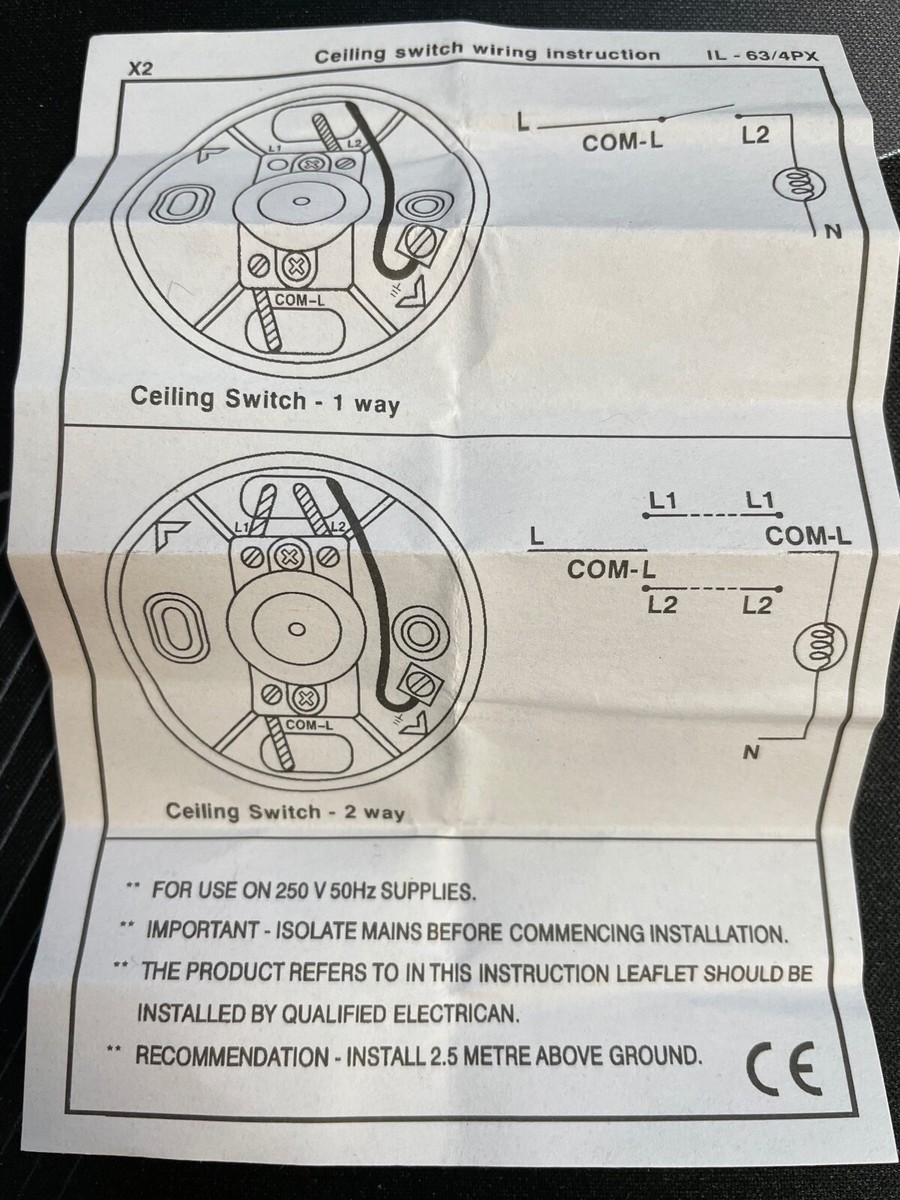 X2
Ceiling switch wiring instruction
IL - 63/4PX
L1
L2
COM-L
L
COM-L
L2
N
Ceiling Switch - 1 way
L1
L2
COM-L
L1
L1
L
COM-L
COM-L
L2
L2
N
Ceiling Switch - 2 way
** FOR USE ON 250 V 50Hz SUPPLIES.
** IMPORTANT - ISOLATE MAINS BEFORE COMMENCING INSTALLATION.
** THE PRODUCT REFERS TO IN THIS INSTRUCTION LEAFLET SHOULD BE
INSTALLED BY QUALIFIED ELECTRICAN.
** RECOMMENDATION - INSTALL 2.5 METRE ABOVE GROUND.
CE